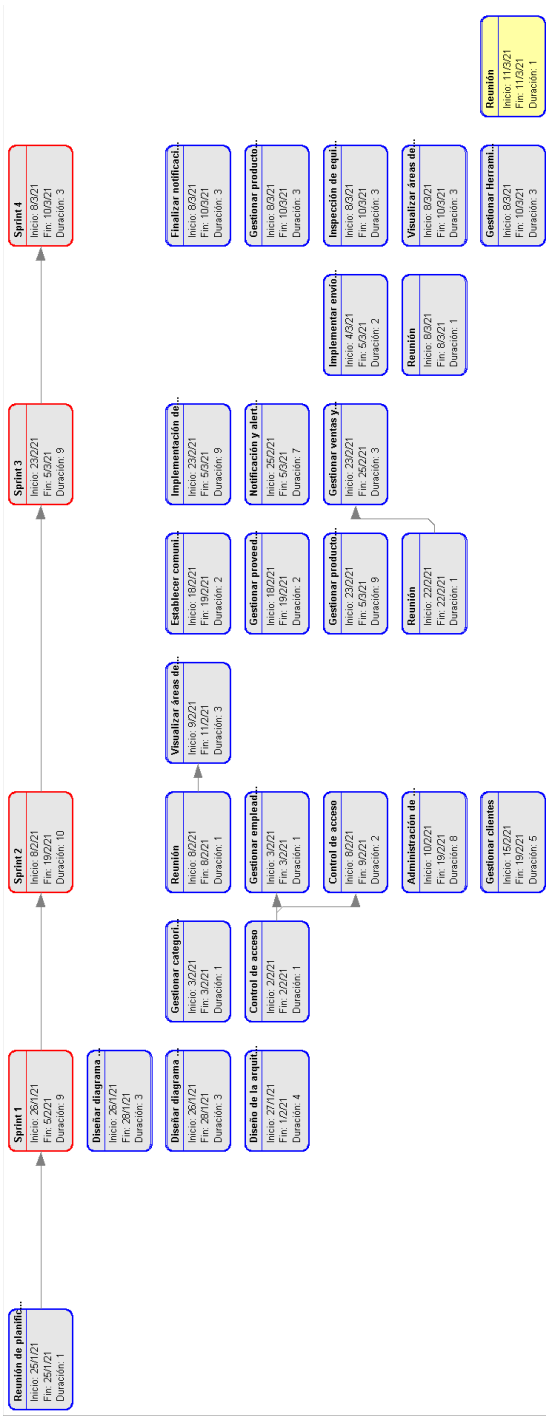 Reunión de planific...
Inicio: 25/1/21
Fin: 25/1/21
Duración: 1
Sprint 1
Inicio: 26/1/21
Fin: 5/2/21
Duración: 9
Sprint 2
Inicio: 8/2/21
Fin: 19/2/21
Duración: 10
Sprint 3
Inicio: 23/2/21
Fin: 5/3/21
Duración: 9
Sprint 4
Inicio: 8/3/21
Fin: 10/3/21
Duración: 3
Diseñar diagrama ...
Inicio: 26/1/21
Fin: 28/1/21
Duración: 3
Diseñar diagrama ...
Inicio: 26/1/21
Fin: 28/1/21
Duración: 3
Gestionar categori...
Inicio: 3/2/21
Fin: 3/2/21
Duración: 1
Reunión
Inicio: 8/2/21
Fin: 8/2/21
Duración: 1
Visualizar áreas de...
Inicio: 9/2/21
Fin: 11/2/21
Duración: 3
Establecer comuni...
Inicio: 18/2/21
Fin: 19/2/21
Duración: 2
Implementación de...
Inicio: 23/2/21
Fin: 5/3/21
Duración: 9
Finalizar notificaci...
Inicio: 8/3/21
Fin: 10/3/21
Duración: 3
Diseño de la arquit...
Inicio: 27/1/21
Fin: 1/2/21
Duración: 4
Control de acceso
Inicio: 2/2/21
Fin: 2/2/21
Duración: 1
Gestionar emplead...
Inicio: 3/2/21
Fin: 3/2/21
Duración: 1
Gestionar proveed...
Inicio: 18/2/21
Fin: 19/2/21
Duración: 2
Notificación y alert...
Inicio: 25/2/21
Fin: 5/3/21
Duración: 7
Gestionar producto...
Inicio: 8/3/21
Fin: 10/3/21
Duración: 3
Control de acceso
Inicio: 8/2/21
Fin: 9/2/21
Duración: 2
Gestionar producto...
Inicio: 23/2/21
Fin: 5/3/21
Duración: 9
Gestionar ventas y...
Inicio: 23/2/21
Fin: 25/2/21
Duración: 3
Implementar envío...
Inicio: 4/3/21
Fin: 5/3/21
Duración: 2
Inspección de equi...
Inicio: 8/3/21
Fin: 10/3/21
Duración: 3
Administración de ...
Inicio: 10/2/21
Fin: 19/2/21
Duración: 8
Reunión
Inicio: 22/2/21
Fin: 22/2/21
Duración: 1
Reunión
Inicio: 8/3/21
Fin: 8/3/21
Duración: 1
Visualizar áreas de...
Inicio: 8/3/21
Fin: 10/3/21
Duración: 3
Gestionar clientes
Inicio: 15/2/21
Fin: 19/2/21
Duración: 5
Gestionar Herrami...
Inicio: 8/3/21
Fin: 10/3/21
Duración: 3
Reunión
Inicio: 11/3/21
Fin: 11/3/21
Duración: 1